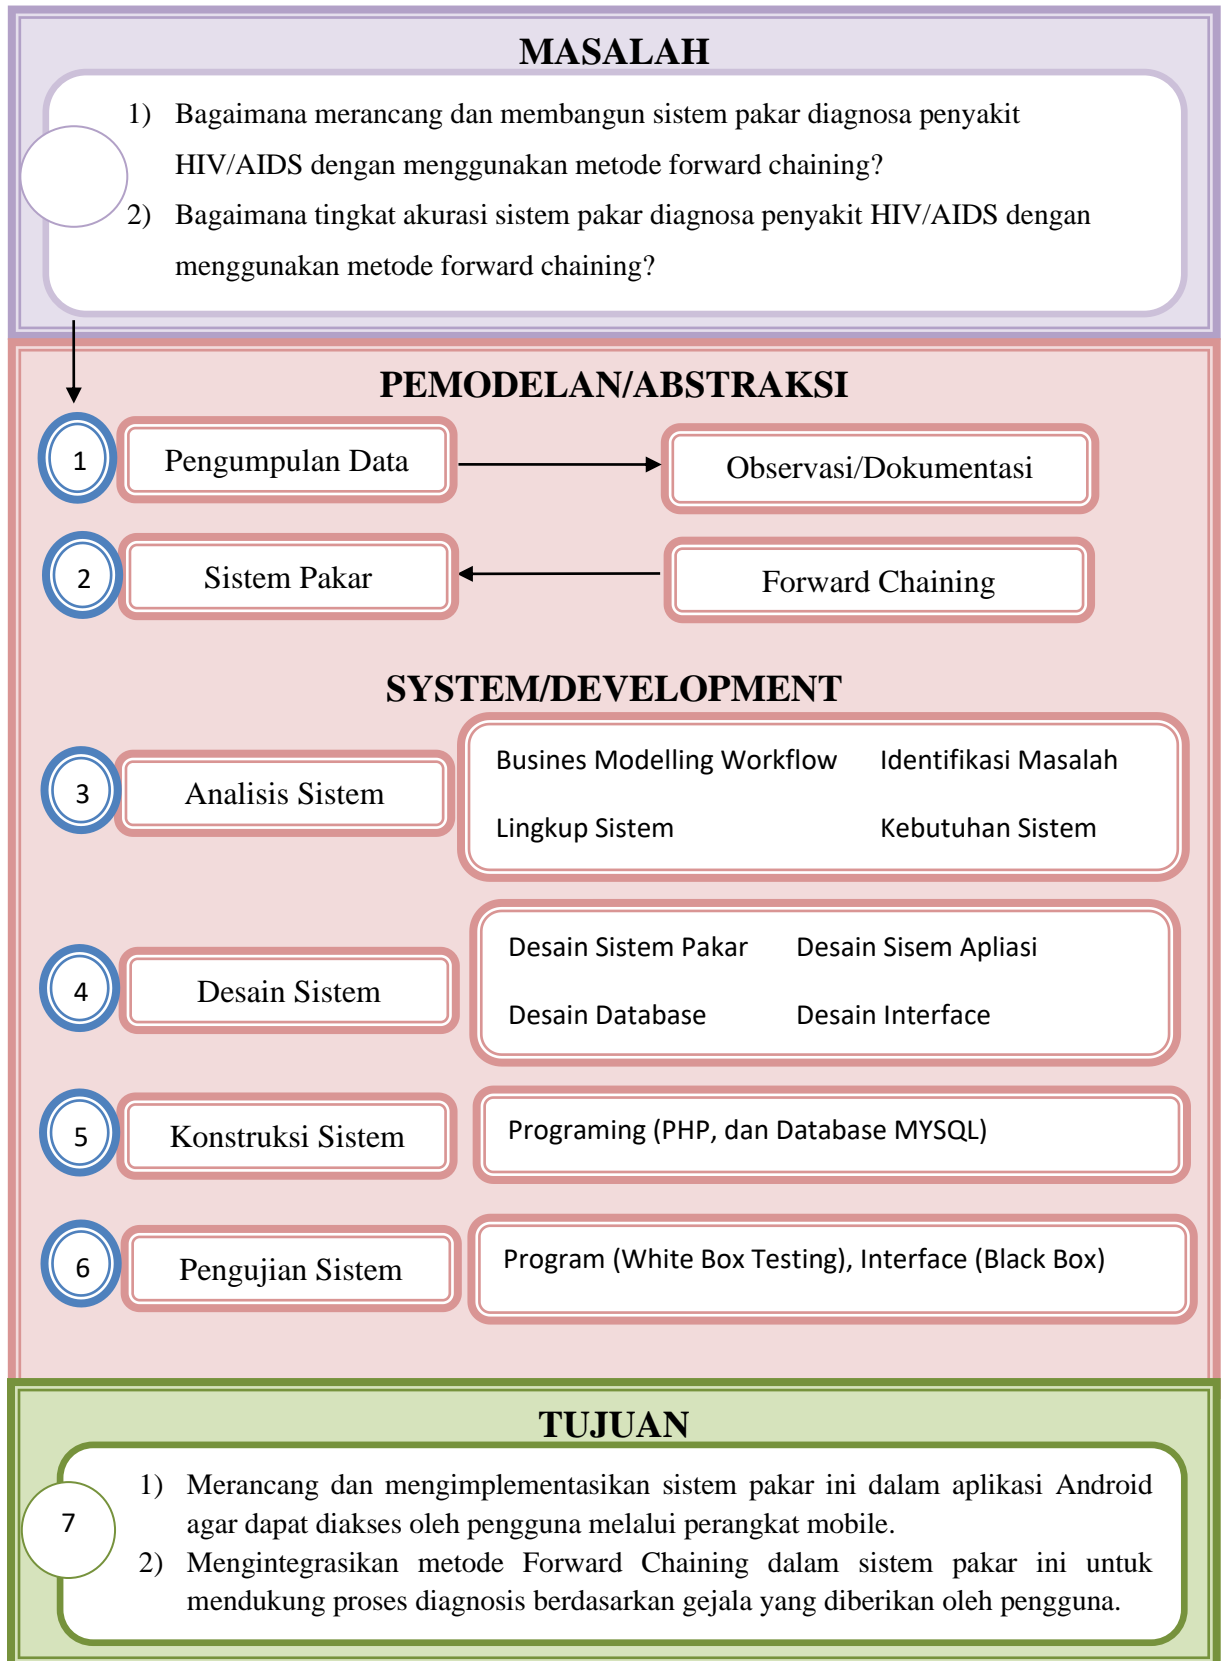 MASALAH
1) Bagaimana merancang dan membangun sistem pakar diagnosa penyakit
HIV/AIDS dengan menggunakan metode forward chaining?
2) Bagaimana tingkat akurasi sistem pakar diagnosa penyakit HIV/AIDS dengan
menggunakan metode forward chaining?
PEMODELAN/ABSTRAKSI
1 Pengumpulan Data Observasi/Dokumentasi
2 Sistem Pakar Forward Chaining
SYSTEM/DEVELOPMENT
3 Analisis Sistem
Busines Modelling Workflow Identifikasi Masalah
Lingkup Sistem Kebutuhan Sistem
4 Desain Sistem
Desain Sistem Pakar Desain Sisem Apliasi
Desain Database Desain Interface
5 Konstruksi Sistem
Programing (PHP, dan Database MYSQL)
6 Pengujian Sistem
Program (White Box Testing), Interface (Black Box)
TUJUAN
7
1) Merancang dan mengimplementasikan sistem pakar ini dalam aplikasi Android
agar dapat diakses oleh pengguna melalui perangkat mobile.
2) Mengintegrasikan metode Forward Chaining dalam sistem pakar ini untuk
mendukung proses diagnosis berdasarkan gejala yang diberikan oleh pengguna.